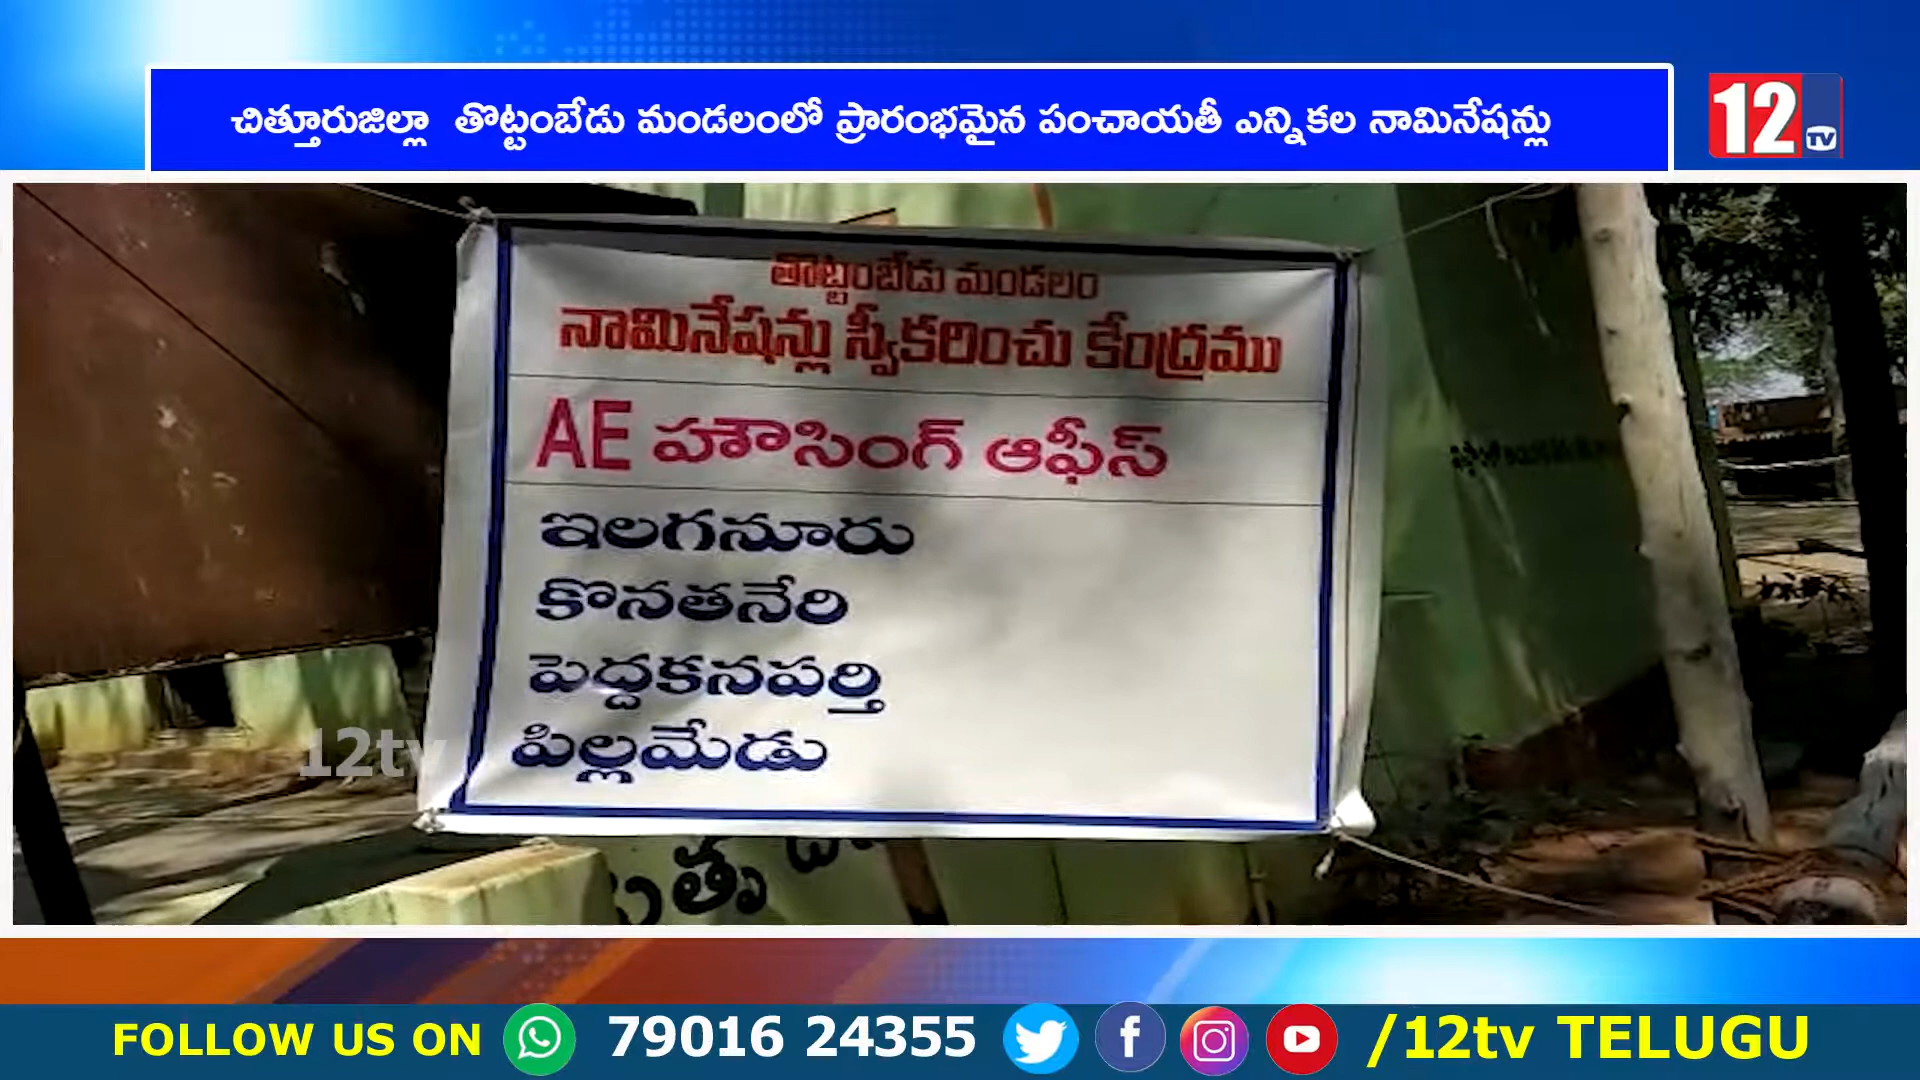 చిత్తూరుజిల్లా తొట్టంబేడు మండలంలో ప్రారంభమైన పంచాయతీ ఎన్నికల నామినేషన్లు
12 TV
తొట్టంబేడు మండలం
నామినేషన్లు స్వీకరించు కేంద్రము
AE హౌసింగ్ ఆఫీస్
ఇలగనూరు
కొనతనేరి
పెద్దకనపర్తి
పిల్లమేడు
12tv
FOLLOW US ON 79016 24355 /12tv TELUGU